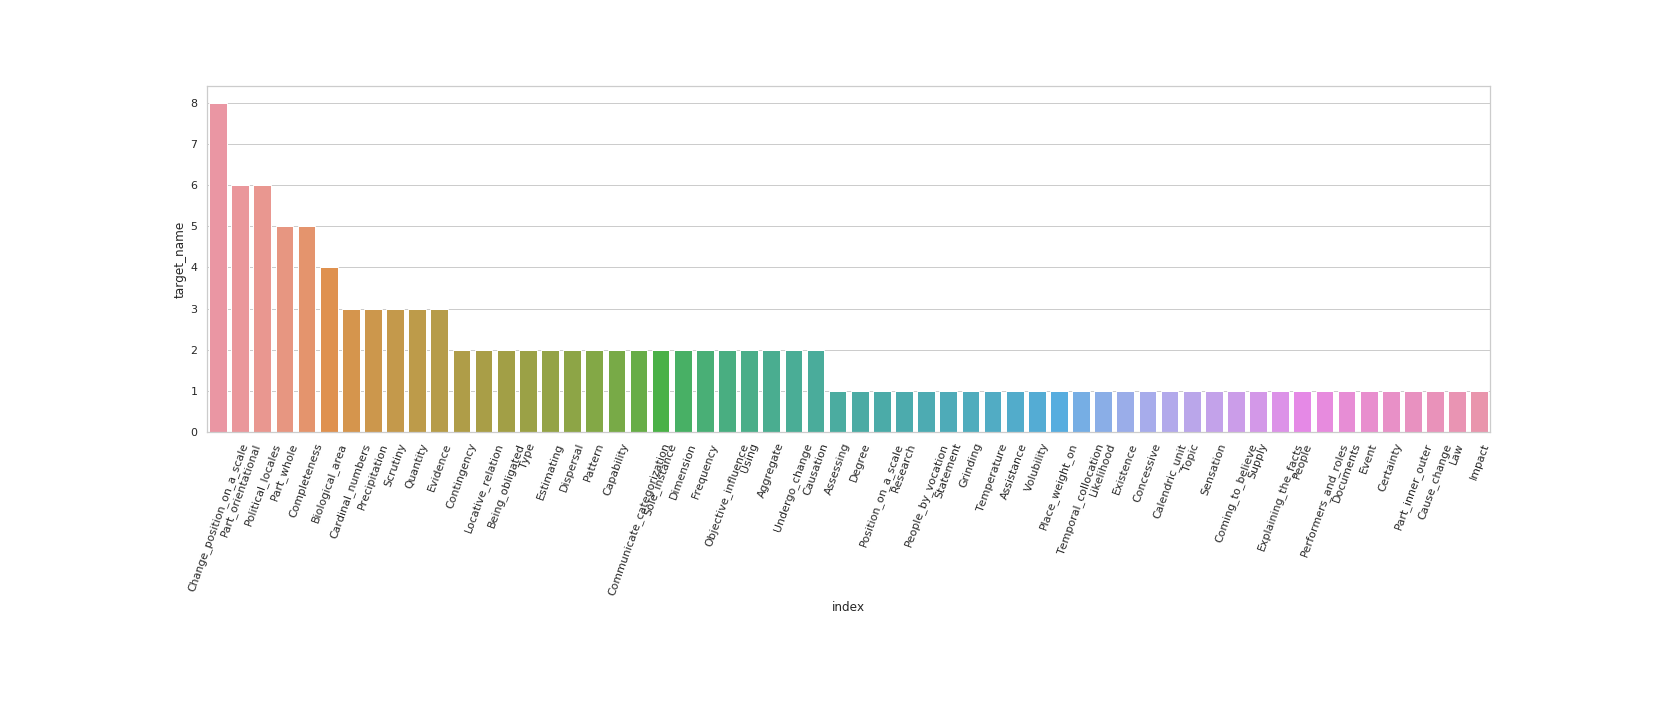 target_name
8
7
6
5
4
3
2
1
0
Change_position_on_a_scale
Part_orientational
Political_locales
Part_whole
Completeness
Biological_area
Cardinal_numbers
Precipitation
Scrutiny
Quantity
Evidence
Contingency
Locative_relation
Being_obligated
Type
Estimating
Dispersal
Pattern
Capability
Communicate_categorization
Sole_instance
Dimension
Frequency
Objective_influence
Using
Aggregate
Undergo_change
Causation
Assessing
Degree
Position_on_a_scale
Research
People_by_vocation
Statement
Grinding
Temperature
Assistance
Volubility
Place_weight_on
Temporal_collocation
Likelihood
Existence
Concessive
Calendric_unit
Topic
Sensation
Coming_to_believe
Supply
Explaining_the_facts
People
Performers_and_roles
Documents
Event
Certainty
Part_inner_outer
Cause_change
Law
Impact
index